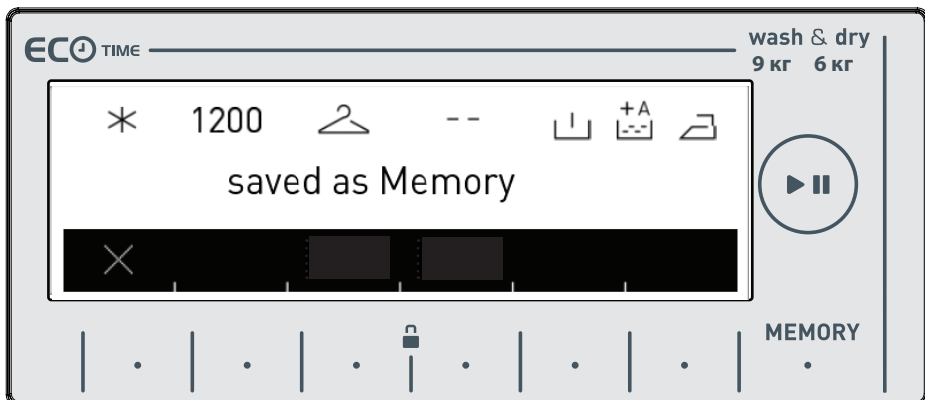 ECO TIME
wash & dry
9 кг 6 кг
1200 -- +A
saved as Memory
MEMORY